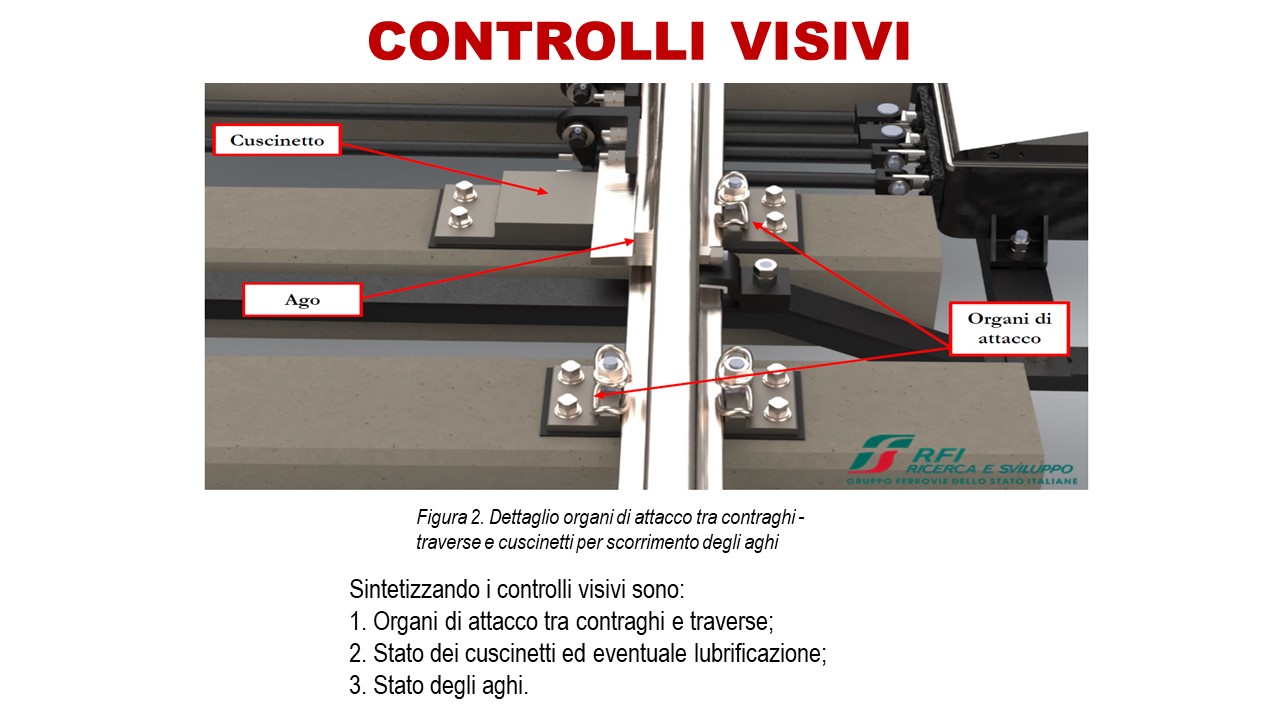 CONTROLLI VISIVI
Cuscinetto
Ago
Organi di
attacco
RFI
RICERCA E SVILUPPO
GRUPPO FERROVIE DELLO STATO ITALIANE
Figura 2. Dettaglio organi di attacco tra contraghi -
traverse e cuscinetti per scorrimento degli aghi
Sintetizzando i controlli visivi sono:
1. Organi di attacco tra contraghi e traverse;
2. Stato dei cuscinetti ed eventuale lubrificazione;
3. Stato degli aghi.